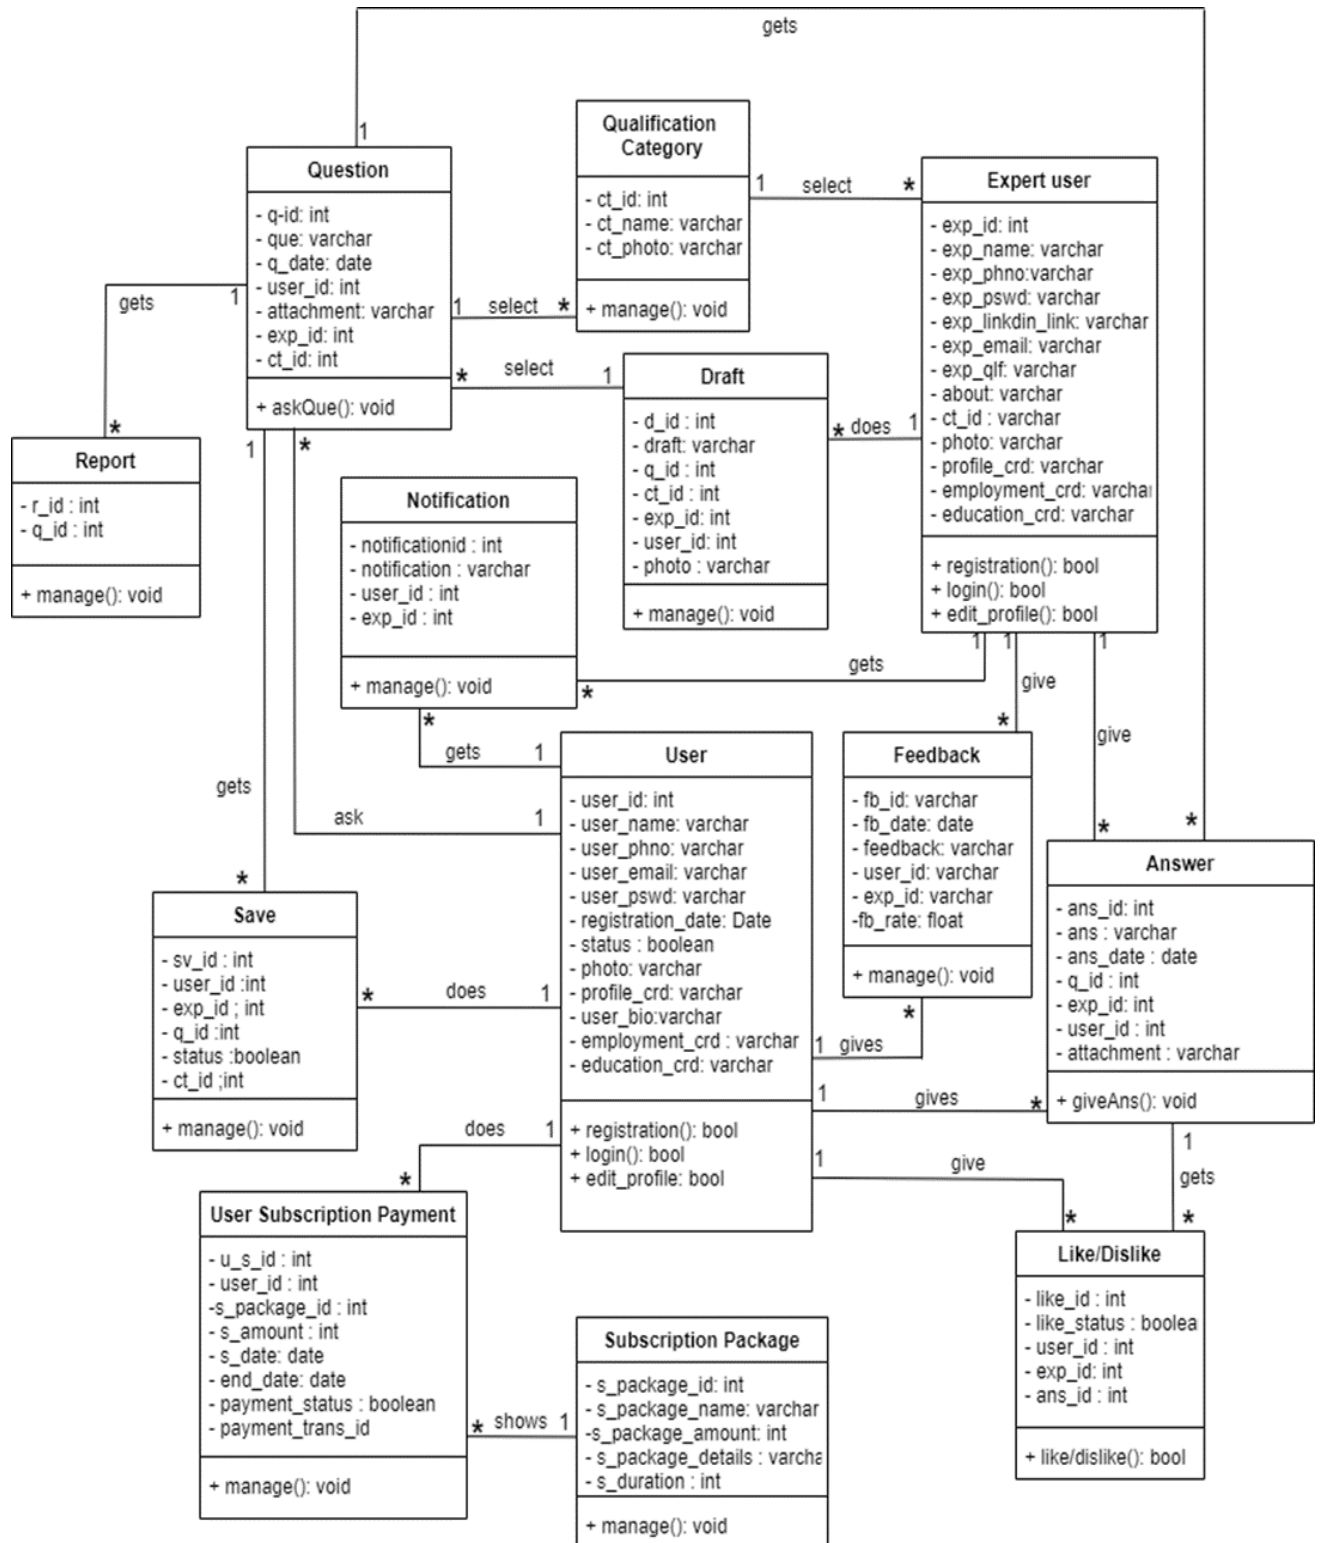 gets
1
Question
- q-id: int
- que: varchar
- q_date: date
- user_id: int
- attachment: varchar
- exp_id: int
- ct_id: int
+ askQue(): void
Qualification
Category
- ct_id: int
- ct_name: varchar
- ct_photo: varchar
+ manage(): void
1 select *
Expert user
- exp_id: int
- exp_name: varchar
- exp_phno:varchar
- exp_pswd: varchar
- exp_linkdin_link: varchar
- exp_email: varchar
- exp_qlf: varchar
- about: varchar
- ct_id : varchar
- photo: varchar
- profile_crd: varchar
- employment_crd: varchar
- education_crd: varchar
+ registration(): bool
+ login(): bool
+ edit_profile(): bool
gets 1
*
1 select *
* select 1
Report
- r_id : int
- q_id : int
+ manage(): void
1
*
Draft
- d_id : int
- draft: varchar
- q_id : int
- ct_id : int
- exp_id: int
- user_id: int
- photo : varchar
+ manage(): void
* does 1
Notification
- notificationid : int
- notification : varchar
- user_id : int
- exp_id : int
+ manage(): void
1 1 1
gets
*
give
*
give
* *
*
gets 1
gets
*
ask 1
User
- user_id: int
- user_name: varchar
- user_phno: varchar
- user_email: varchar
- user_pswd: varchar
- registration_date: Date
- status : boolean
- photo: varchar
- profile_crd: varchar
- user_bio:varchar
- employment_crd : varchar
- education_crd: varchar
+ registration(): bool
+ login(): bool
+ edit_profile: bool
Feedback
- fb_id: varchar
- fb_date: date
- feedback: varchar
- user_id: varchar
- exp_id: varchar
-fb_rate: float
+ manage(): void
Answer
- ans_id: int
- ans : varchar
- ans_date : date
- q_id : int
- exp_id: int
- user_id : int
- attachment : varchar
+ giveAns(): void
Save
- sv_id : int
- user_id :int
- exp_id ; int
- q_id :int
- status :boolean
- ct_id ;int
+ manage(): void
* does 1
*
1 gives
1 gives *
does 1
*
1 give
*
1
gets
*
User Subscription Payment
- u_s_id : int
- user_id : int
-s_package_id : int
- s_amount : int
- s_date: date
- end_date: date
- payment_status : boolean
- payment_trans_id
+ manage(): void
* shows 1
Subscription Package
- s_package_id: int
- s_package_name: varchar
-s_package_amount: int
- s_package_details : varcha
- s_duration : int
+ manage(): void
Like/Dislike
- like_id : int
- like_status : boolea
- user_id : int
- exp_id: int
- ans_id : int
+ like/dislike(): bool